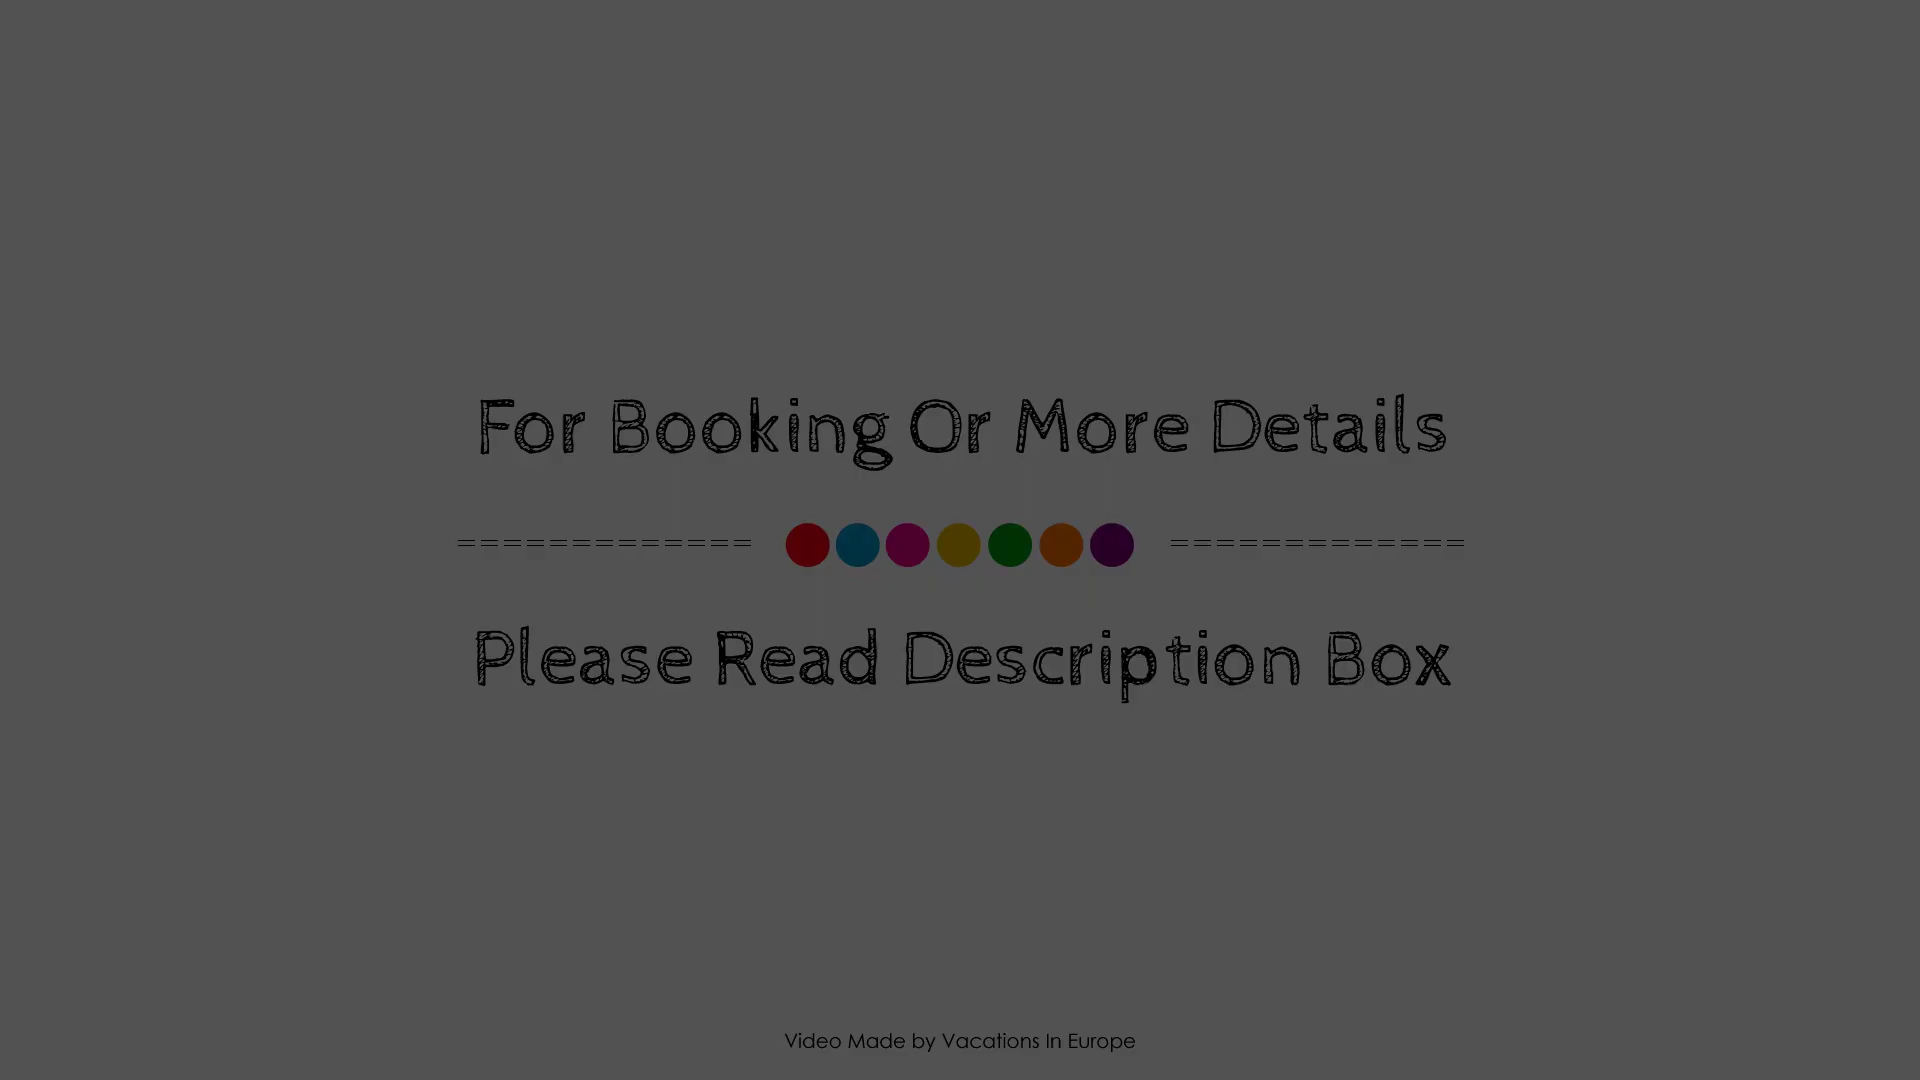 For Booking Or More Details
============= =============
Please Read Description Box
Video Made by Vacations In Europe